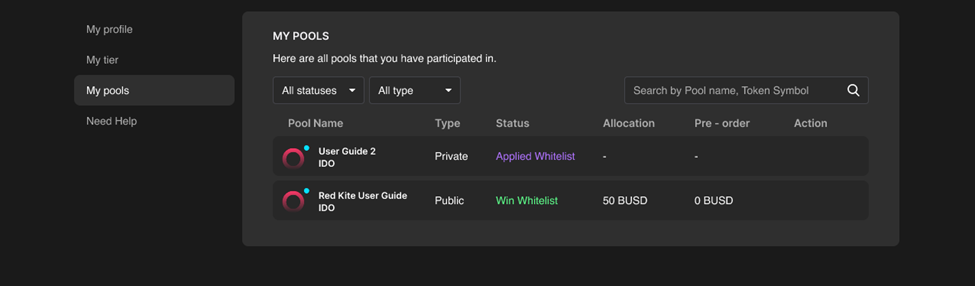 My profile
My tier
My pools
Need Help
MY POOLS
Here are all pools that you have participated in.
All statuses All type Search by Pool name, Token Symbol
Pool Name Type Status Allocation Pre - order Action
User Guide 2
IDO
Private Applied Whitelist - -
Red Kite User Guide
IDO
Public Win Whitelist 50 BUSD 0 BUSD